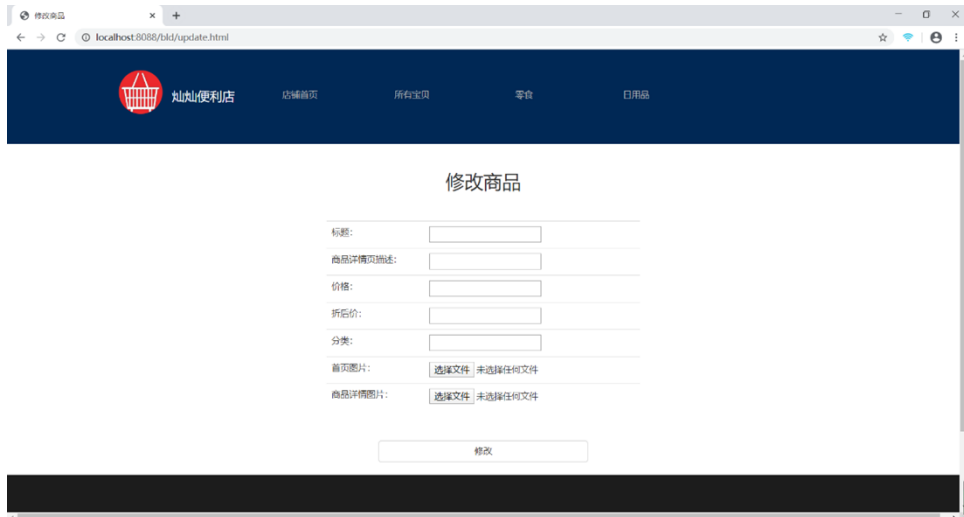 修改商品
localhost:8088/bld/update.html
灿灿便利店 店铺首页 所有宝贝 零食 日用品
修改商品
标题：
商品详情页描述：
价格：
折后价：
分类：
首页图片： 选择文件 未选择任何文件
商品详情图片： 选择文件 未选择任何文件
修改